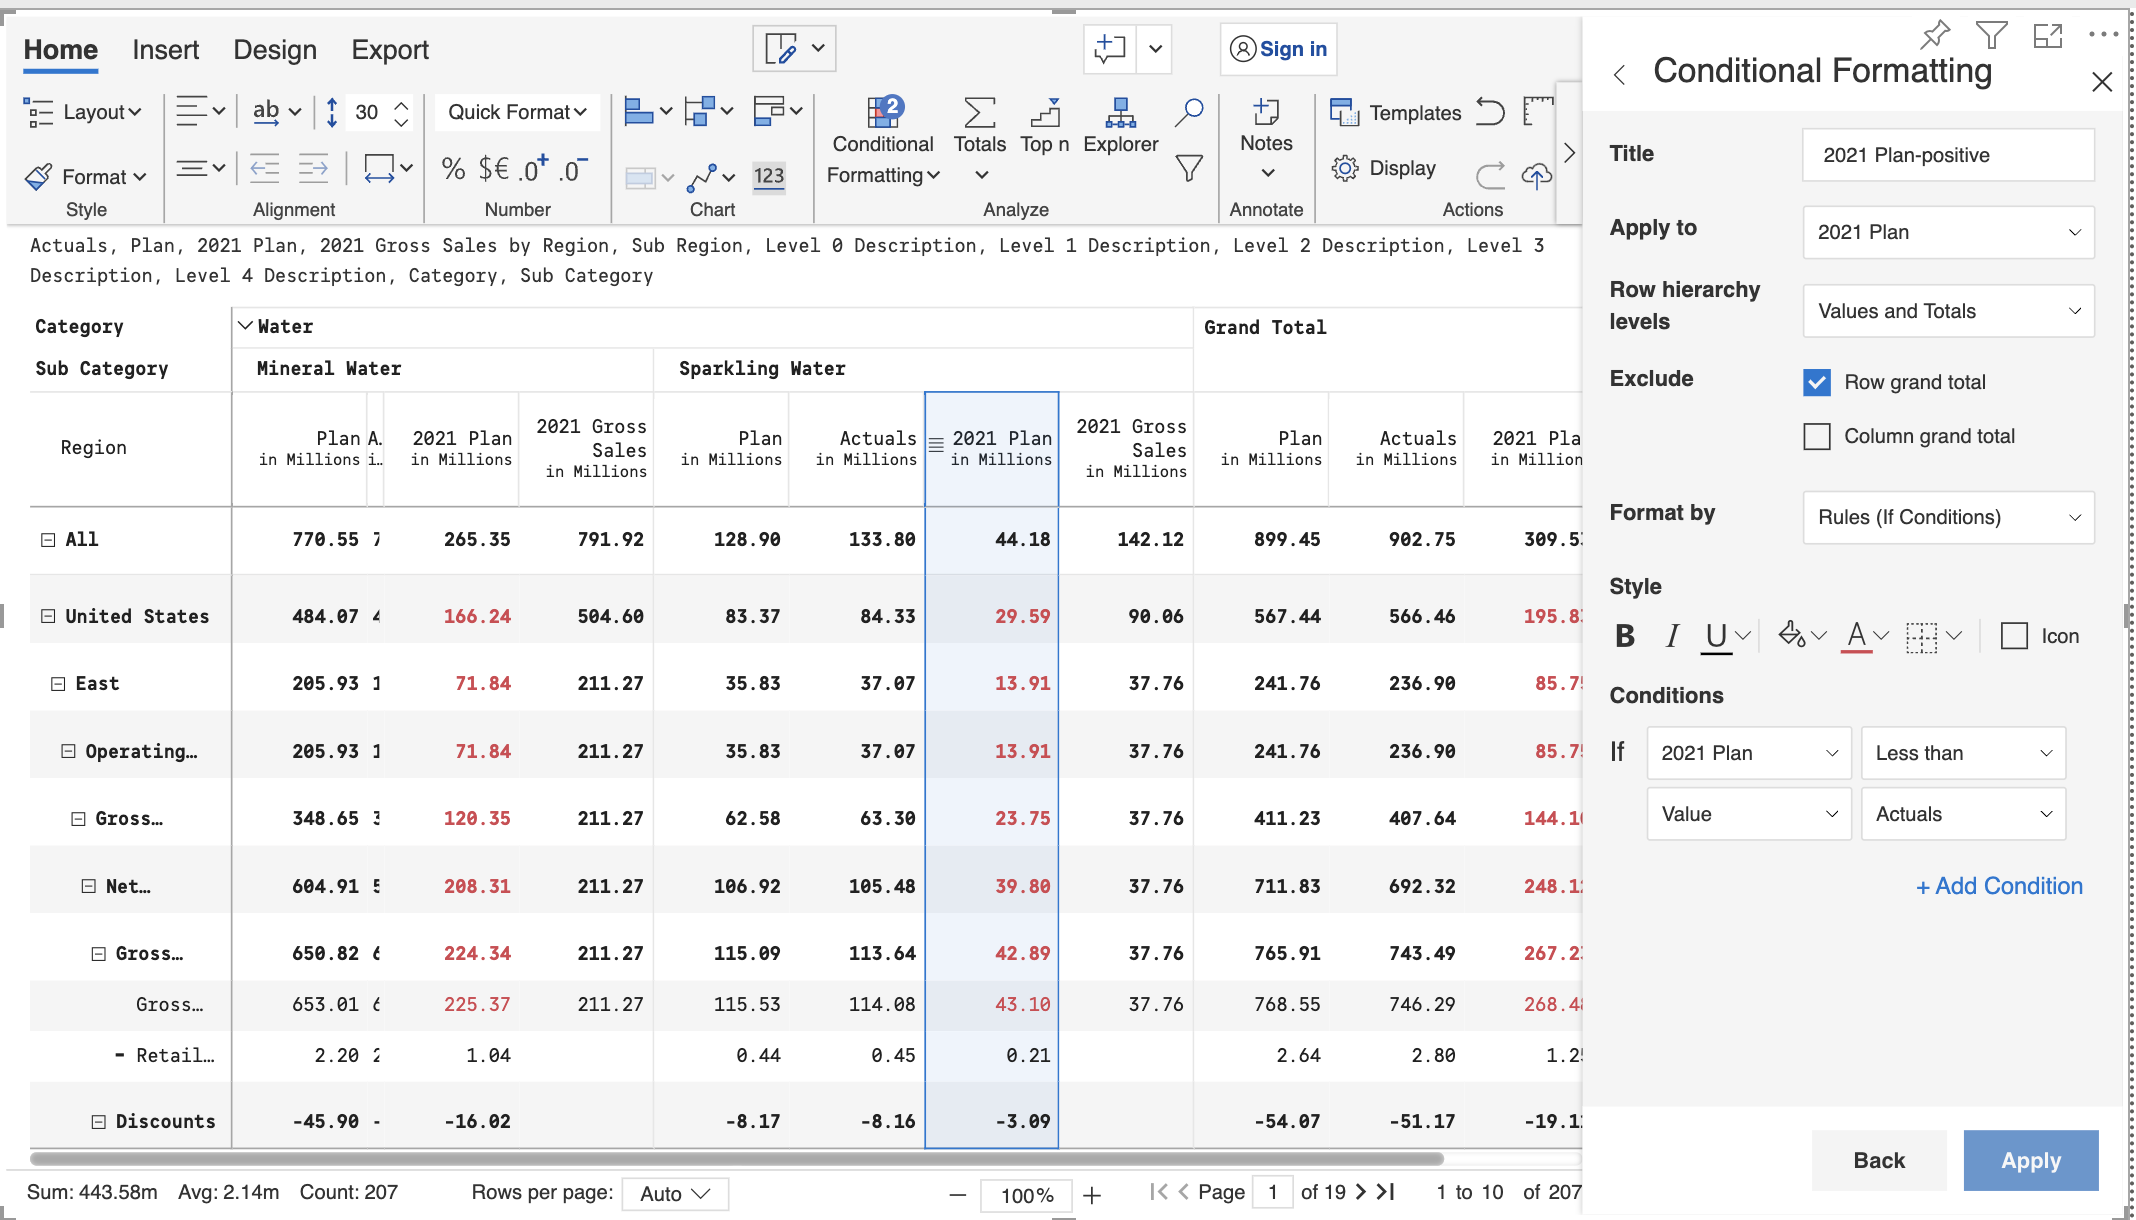 Home Insert Design Export Sign in
Layout ab 30 Quick Format 2 Templates
Conditional Formatting Totals Top n Explorer Notes
Format % $€ .0+ .0- 123 Display
Style Alignment Number Chart Analyze Annotate Actions
Actuals, Plan, 2021 Plan, 2021 Gross Sales by Region, Sub Region, Level 0 Description, Level 1 Description, Level 2 Description, Level 3
Description, Level 4 Description, Category, Sub Category
Category Water Grand Total
Sub Category Mineral Water Sparkling Water
Region Plan in Millions A. i… 2021 Plan in Millions 2021 Gross Sales in Millions Plan in Millions Actuals in Millions 2021 Plan in Millions 2021 Gross Sales in Millions Plan in Millions Actuals in Millions 2021 Pla in Million
All 770.55 7 265.35 791.92 128.90 133.80 44.18 142.12 899.45 902.75 309.53
United States 484.07 4 166.24 504.60 83.37 84.33 29.59 90.06 567.44 566.46 195.8
East 205.93 1 71.84 211.27 35.83 37.07 13.91 37.76 241.76 236.90 85.75
Operating… 205.93 1 71.84 211.27 35.83 37.07 13.91 37.76 241.76 236.90 85.75
Gross… 348.65 3 120.35 211.27 62.58 63.30 23.75 37.76 411.23 407.64 144.10
Net… 604.91 5 208.31 211.27 106.92 105.48 39.80 37.76 711.83 692.32 248.1
Gross… 650.82 6 224.34 211.27 115.09 113.64 42.89 37.76 765.91 743.49 267.2
Gross… 653.01 6 225.37 211.27 115.53 114.08 43.10 37.76 768.55 746.29 268.4
- Retail… 2.20 2 1.04 0.44 0.45 0.21 2.64 2.80 1.25
Discounts -45.90 - -16.02 -8.17 -8.16 -3.09 -54.07 -51.17 -19.1
Sum: 443.58m Avg: 2.14m Count: 207 Rows per page: Auto 100% Page 1 of 19 1 to 10 of 207
Conditional Formatting
Title 2021 Plan-positive
Apply to 2021 Plan
Row hierarchy levels Values and Totals
Exclude Row grand total
Column grand total
Format by Rules (If Conditions)
Style
B I U A Icon
Conditions
If 2021 Plan Less than
Value Actuals
+ Add Condition
Back Apply